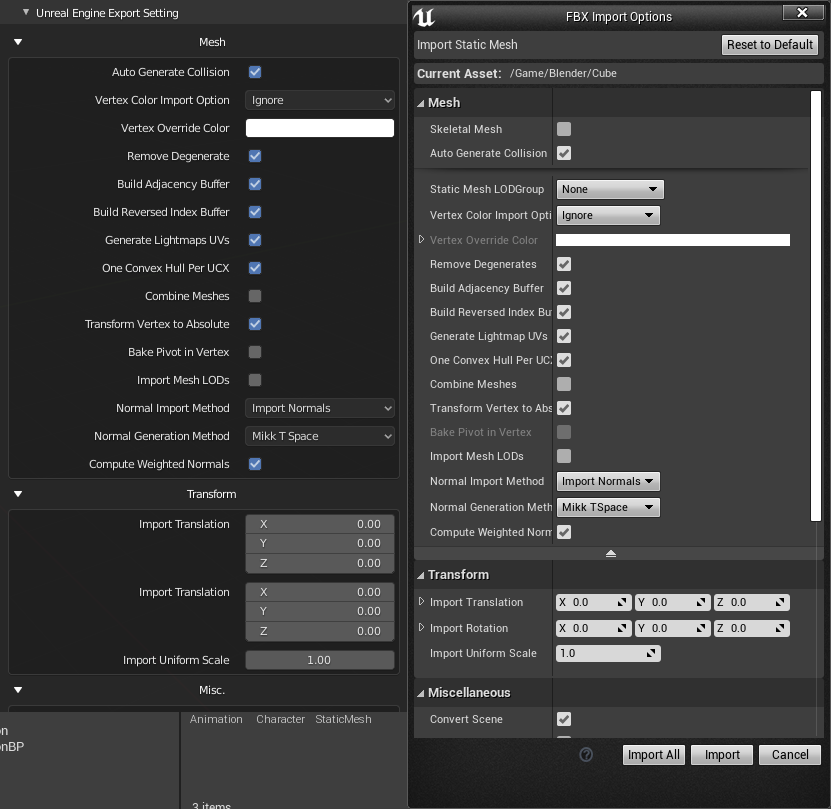 Unreal Engine Export Setting
Mesh
Auto Generate Collision
Vertex Color Import Option Ignore
Vertex Override Color
Remove Degenerate
Build Adjacency Buffer
Build Reversed Index Buffer
Generate Lightmaps UVs
One Convex Hull Per UCX
Combine Meshes
Transform Vertex to Absolute
Bake Pivot in Vertex
Import Mesh LODs
Normal Import Method Import Normals
Normal Generation Method Mikk T Space
Compute Weighted Normals
Transform
Import Translation X 0.00
Y 0.00
Z 0.00
Import Translation X 0.00
Y 0.00
Z 0.00
Import Uniform Scale 1.00
Misc.
on
onBP
Animation Character StaticMesh
3 items
FBX Import Options
Import Static Mesh Reset to Default
Current Asset: /Game/Blender/Cube
Mesh
Skeletal Mesh
Auto Generate Collision
Static Mesh LODGroup None
Vertex Color Import Opti Ignore
Vertex Override Color
Remove Degenerates
Build Adjacency Buffer
Build Reversed Index Bu
Generate Lightmap UVs
One Convex Hull Per UC
Combine Meshes
Transform Vertex to Abs
Bake Pivot in Vertex
Import Mesh LODs
Normal Import Method Import Normals
Normal Generation Meth Mikk TSpace
Compute Weighted Norm
Transform
Import Translation X 0.0 Y 0.0 Z 0.0
Import Rotation X 0.0 Y 0.0 Z 0.0
Import Uniform Scale 1.0
Miscellaneous
Convert Scene
? Import All Import Cancel